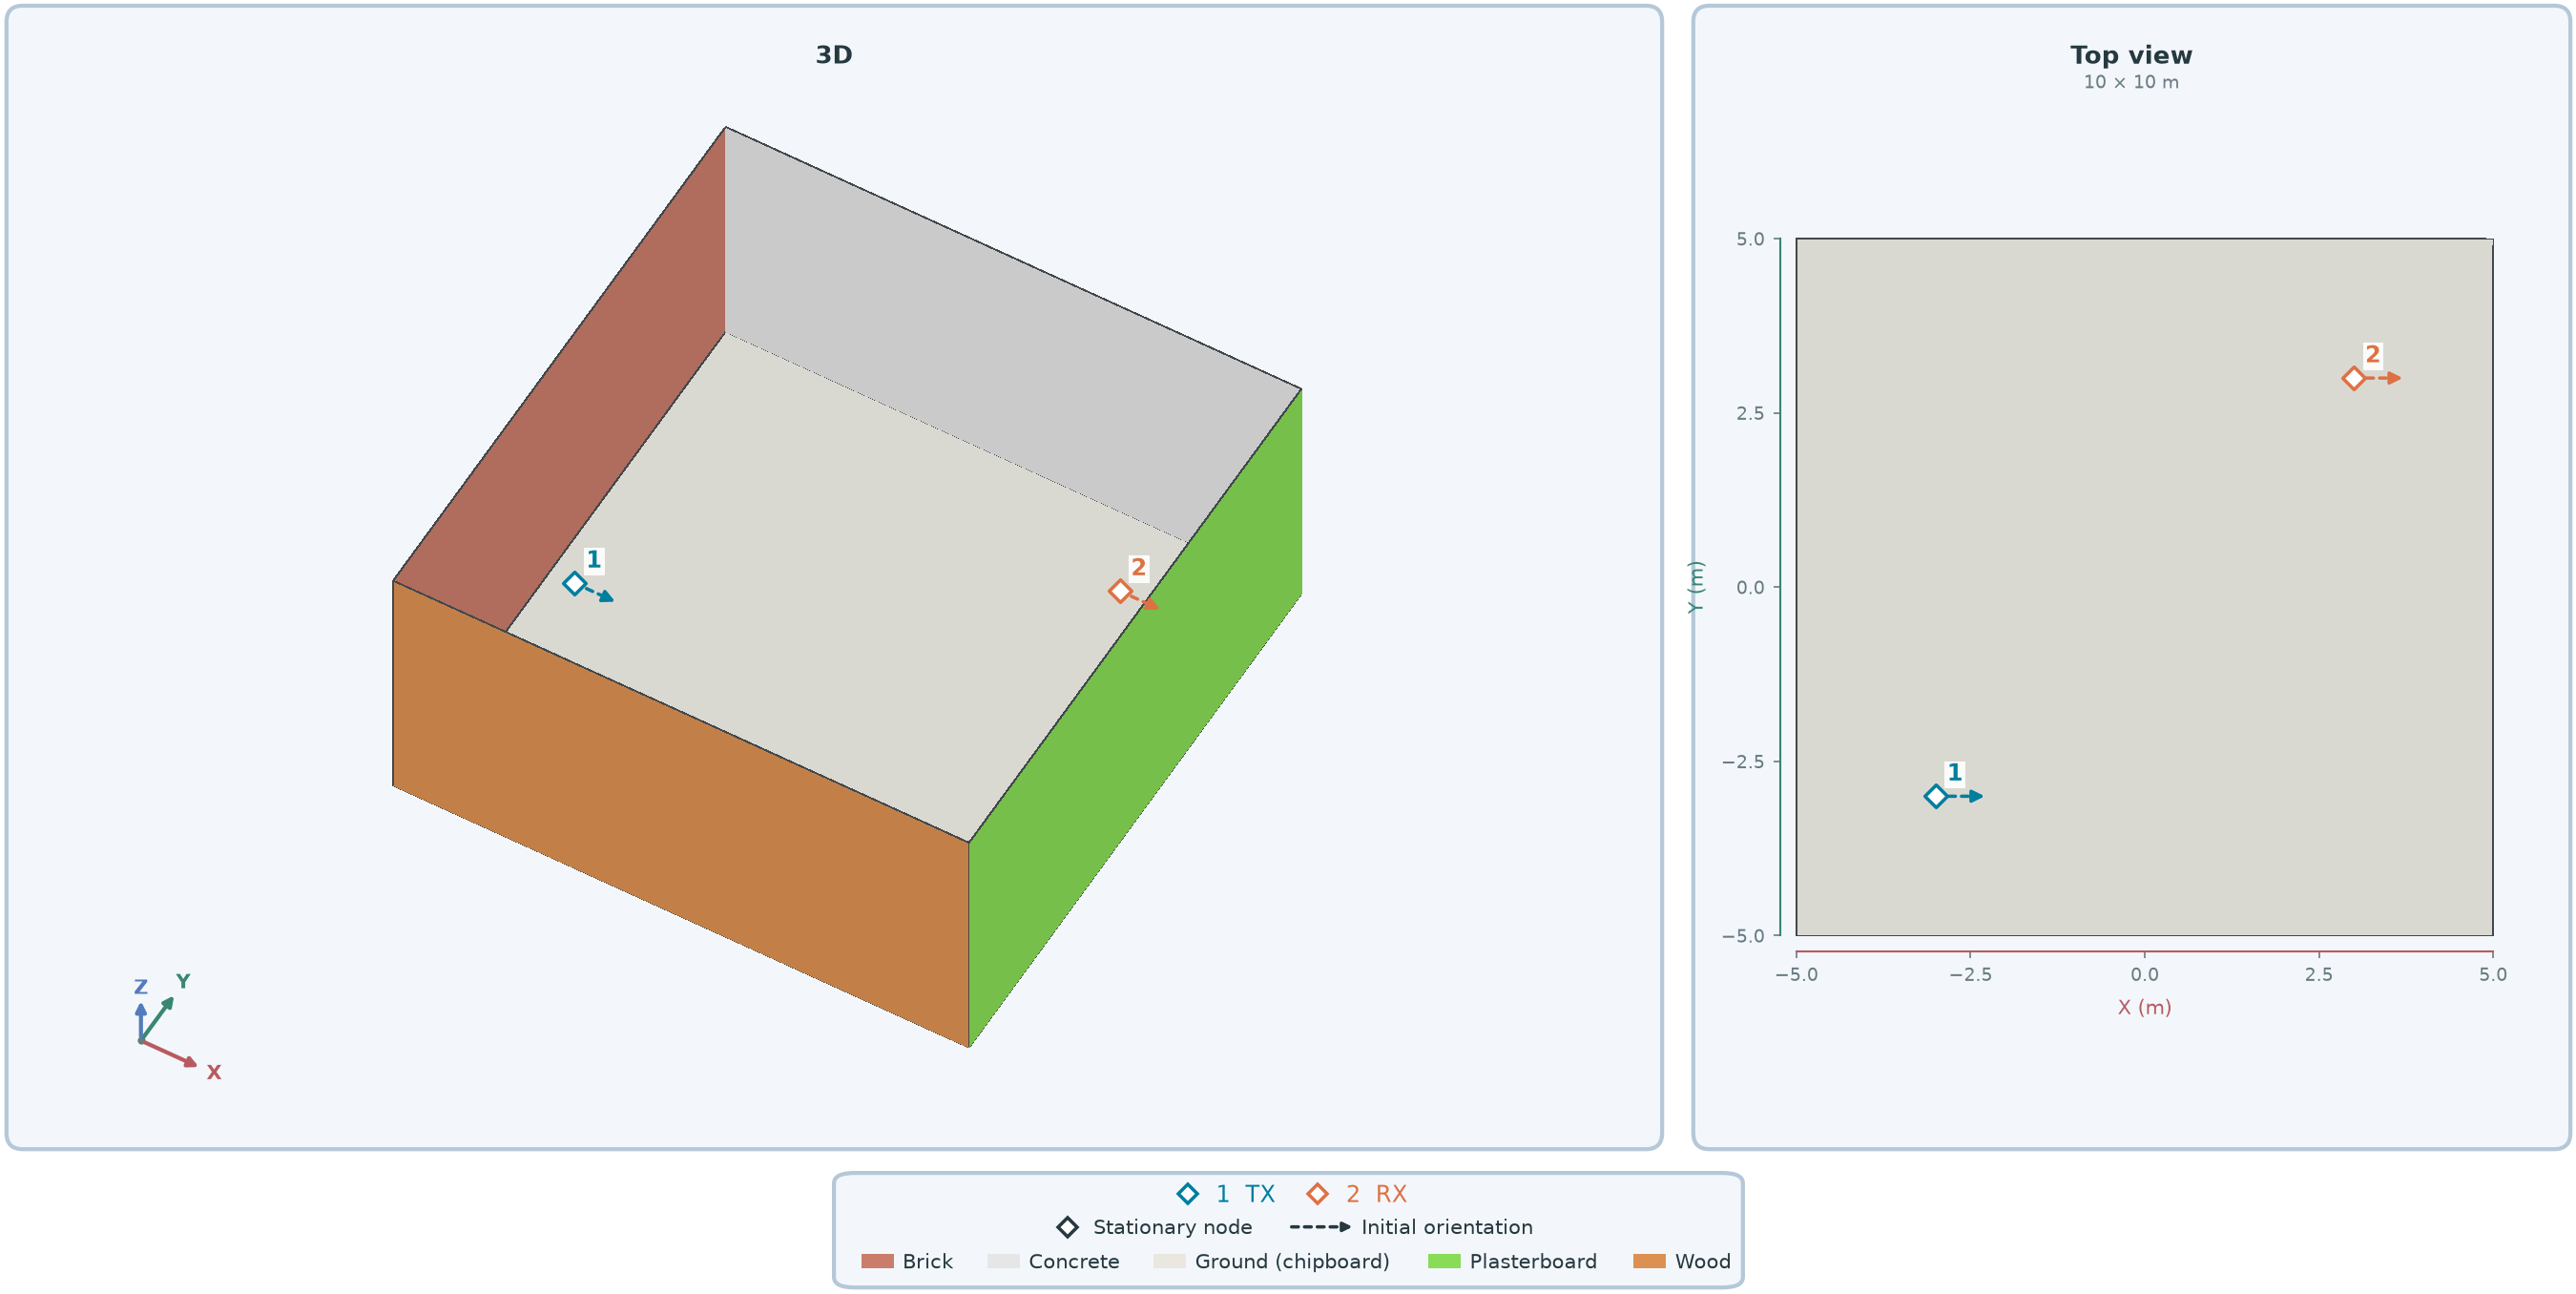 3D
1
2
Z
Y
X
Top view
10 × 10 m
5.0
2.5
0.0
−2.5
−5.0
Y (m)
2
1
−5.0 −2.5 0.0 2.5 5.0
X (m)
1 TX 2 RX
Stationary node Initial orientation
Brick Concrete Ground (chipboard) Plasterboard Wood